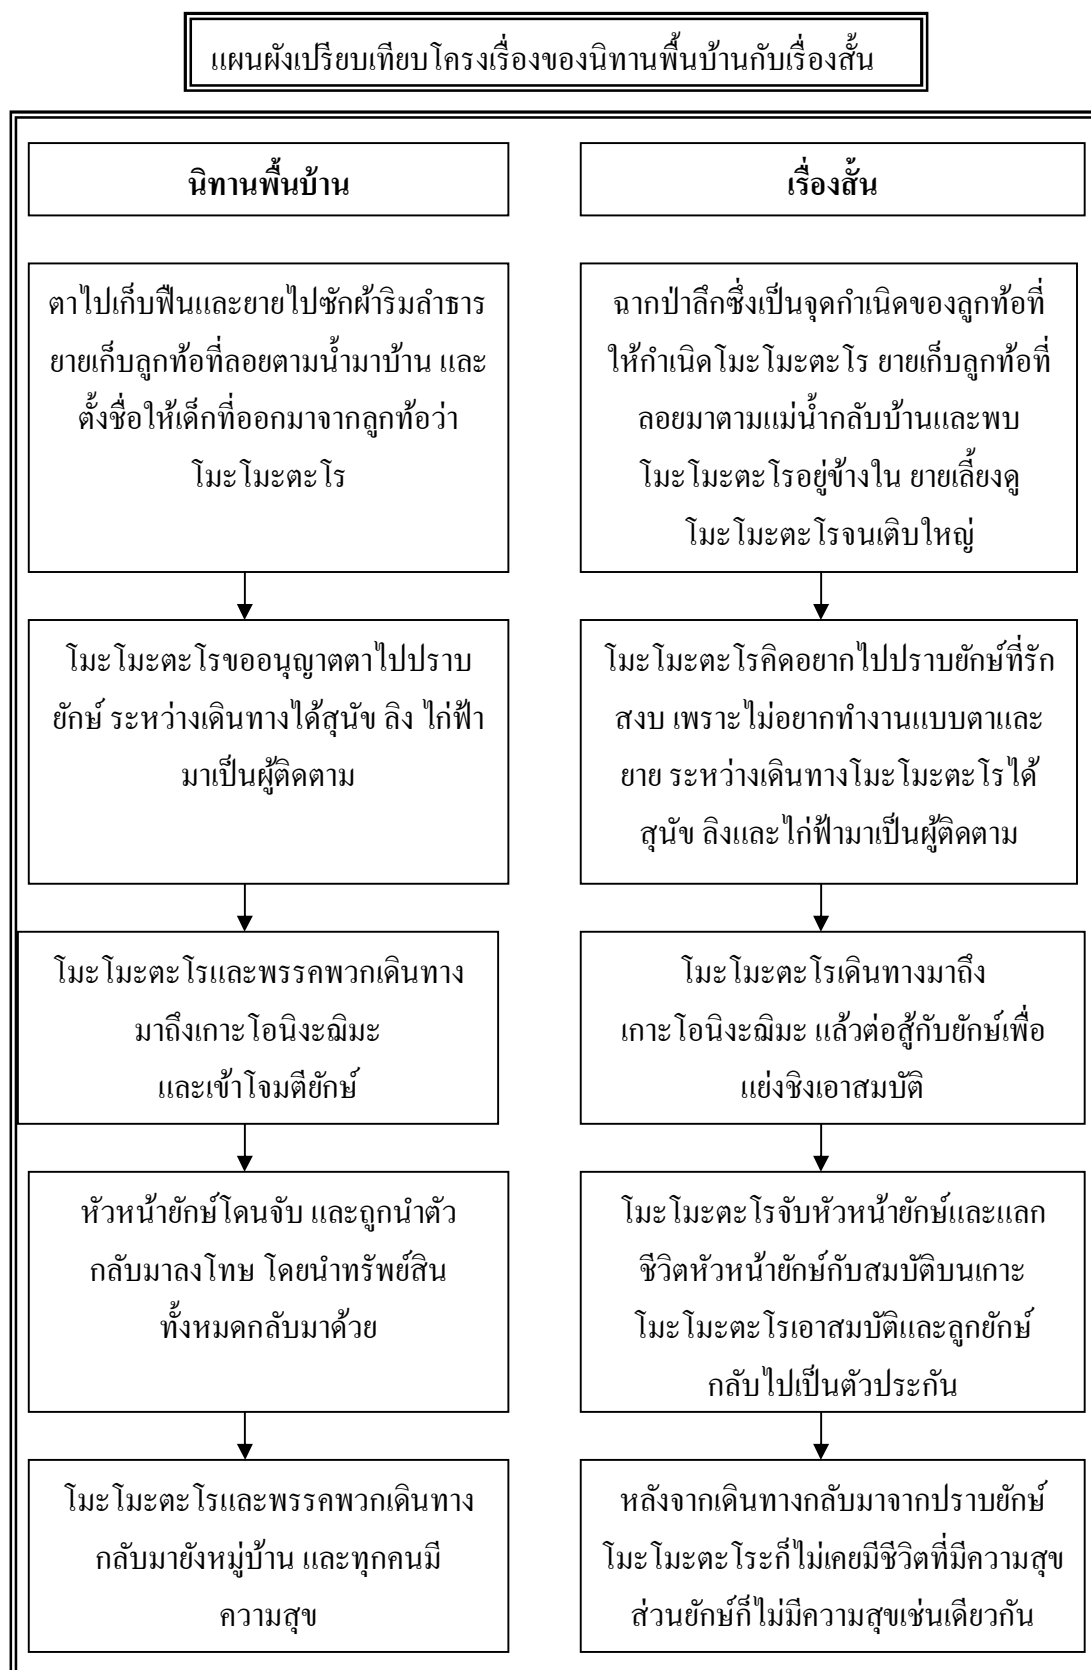 แผนผังเปรียบเทียบโครงเรื่องของนิทานพื้นบ้านกับเรื่องสั้น
นิทานพื้นบ้าน
ตาไปเก็บฟืนและยายไปซักผ้าริมลำธาร
ยายเก็บลูกท้อที่ลอยตามน้ำมาบ้าน และ
ตั้งชื่อให้เด็กที่ออกมาจากลูกท้อว่า
โมะโมะตะโร
โมะโมะตะโรขออนุญาตตาไปปราบ
ยักษ์ ระหว่างเดินทางได้สุนัข ลิง ไก่ฟ้า
มาเป็นผู้ติดตาม
โมะโมะตะโรและพรรคพวกเดินทาง
มาถึงเกาะโอนิงะฌิมะ
และเข้าโจมตียักษ์
หัวหน้ายักษ์โดนจับ และถูกนำตัว
กลับมาลงโทษ โดยนำทรัพย์สิน
ทั้งหมดกลับมาด้วย
โมะโมะตะโรและพรรคพวกเดินทาง
กลับมายังหมู่บ้าน และทุกคนมี
ความสุข
เรื่องสั้น
ฉากป่าลึกซึ่งเป็นจุดกำเนิดของลูกท้อที่
ให้กำเนิดโมะโมะตะโร ยายเก็บลูกท้อที่
ลอยมาตามแม่น้ำกลับบ้านและพบ
โมะโมะตะโรอยู่ข้างใน ยายเลี้ยงดู
โมะโมะตะโรจนเติบใหญ่
โมะโมะตะโรคิดอยากไปปราบยักษ์ที่รัก
สงบ เพราะไม่อยากทำงานแบบตาและ
ยาย ระหว่างเดินทางโมะโมะตะโรได้
สุนัข ลิงและไก่ฟ้ามาเป็นผู้ติดตาม
โมะโมะตะโรเดินทางมาถึง
เกาะโอนิงะฌิมะ แล้วต่อสู้กับยักษ์เพื่อ
แย่งชิงเอาสมบัติ
โมะโมะตะโรจับหัวหน้ายักษ์และแลก
ชีวิตหัวหน้ายักษ์กับสมบัติบนเกาะ
โมะโมะตะโรเอาสมบัติและลูกยักษ์
กลับไปเป็นตัวประกัน
หลังจากเดินทางกลับมาจากปราบยักษ์
โมะโมะตะโระก็ไม่เคยมีชีวิตที่มีความสุข
ส่วนยักษ์ก็ไม่มีความสุขเช่นเดียวกัน